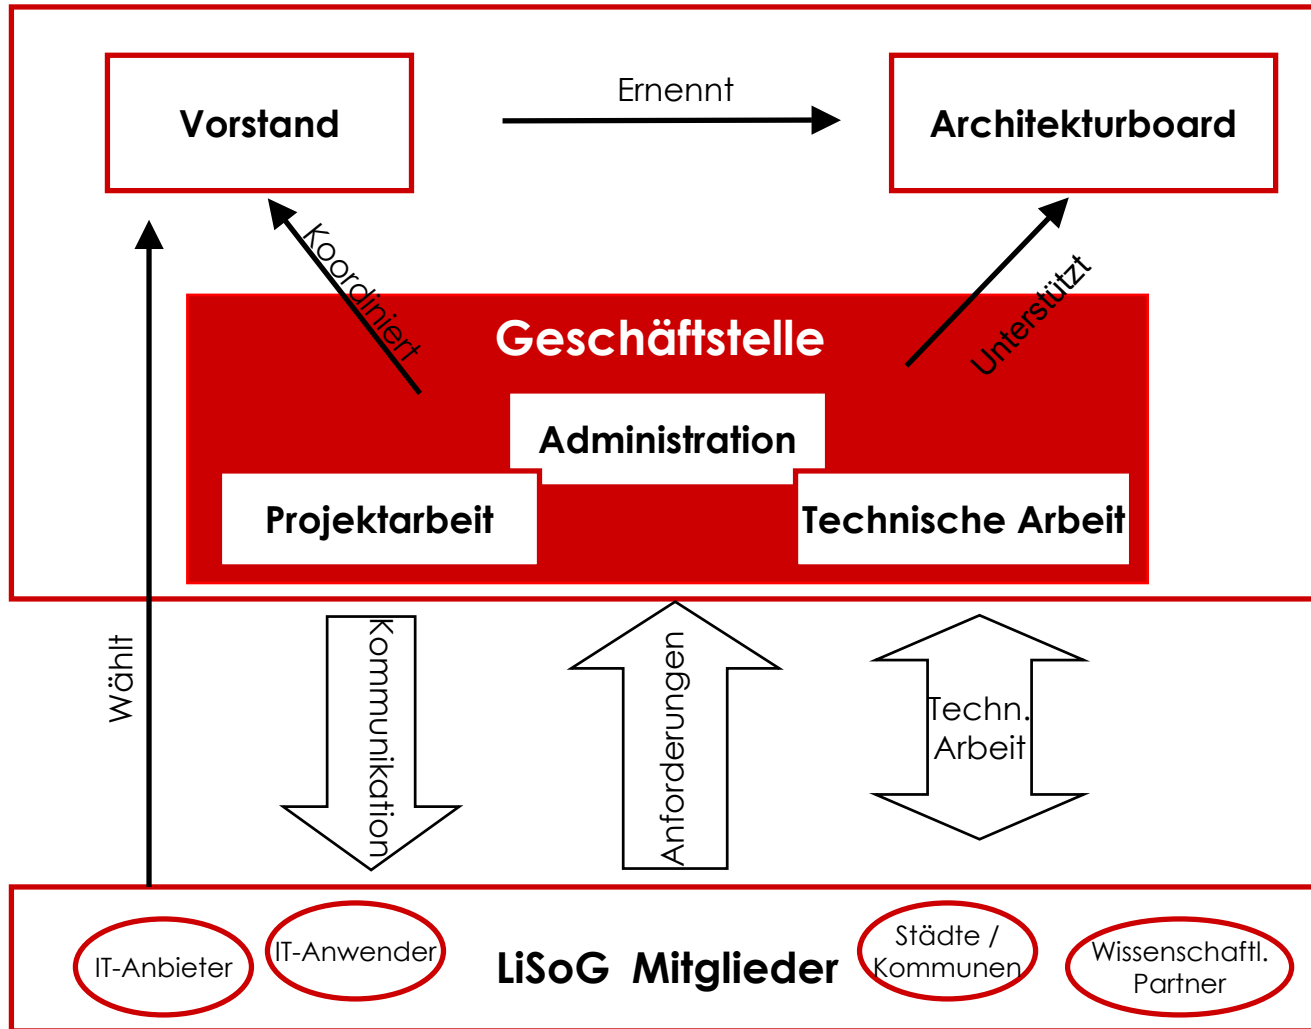 Ernennt
Vorstand
Architekturboard
Koordiniert
Unterstützt
Geschäftstelle
Administration
Projektarbeit
Technische Arbeit
Wählt
Kommunikation
Anforderungen
Techn.
Arbeit
IT-Anbieter
IT-Anwender
LiSoG Mitglieder
Städte /
Kommunen
Wissenschaftl.
Partner